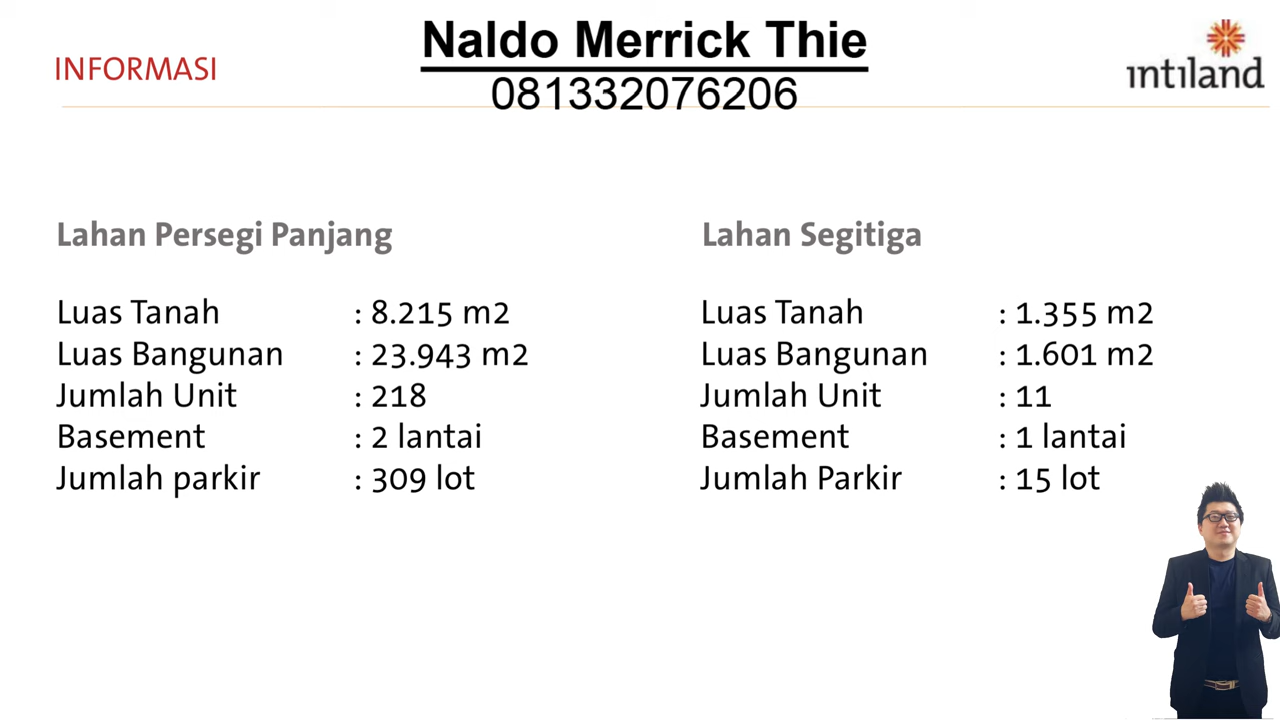 INFORMASI
Naldo Merrick Thie
081332076206
intiland
Lahan Persegi Panjang
Luas Tanah : 8.215 m2
Luas Bangunan : 23.943 m2
Jumlah Unit : 218
Basement : 2 lantai
Jumlah parkir : 309 lot
Lahan Segitiga
Luas Tanah : 1.355 m2
Luas Bangunan : 1.601 m2
Jumlah Unit : 11
Basement : 1 lantai
Jumlah Parkir : 15 lot